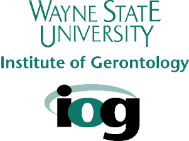 WAYNE STATE
UNIVERSITY
Institute of Gerontology
iog